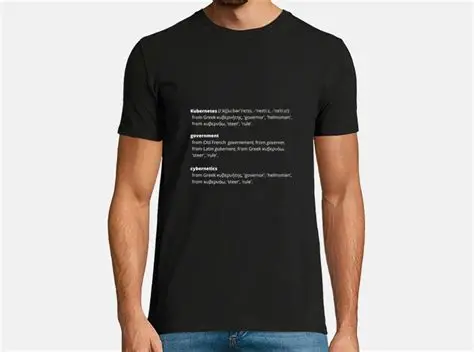 Kubernetes
from Greek κυβερνήτης, 'governor', 'helmsman',
from κυβερνάω, 'steer', 'rule'.
government
from Old French governement, from governer,
from Latin gubernare, from Greek κυβερνάω,
'steer', 'rule'.
cybernetics
from Greek κυβερνήτης, 'governor', 'helmsman',
from κυβερνάω, 'steer', 'rule'.